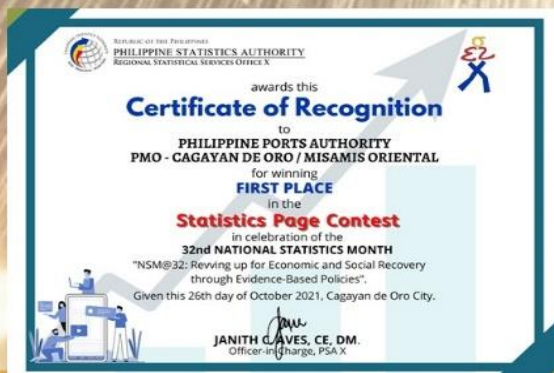 REPUBLIC OF THE PHILIPPINES
PHILIPPINE STATISTICS AUTHORITY
REGIONAL STATISTICAL SERVICES OFFICE X
awards this
Certificate of Recognition
to
PHILIPPINE PORTS AUTHORITY
PMO - CAGAYAN DE ORO / MISAMIS ORIENTAL
for winning
FIRST PLACE
in the
Statistics Page Contest
in celebration of the
32nd NATIONAL STATISTICS MONTH
"NSM@32: Revving up for Economic and Social Recovery
through Evidence-Based Policies".
Given this 26th day of October 2021, Cagayan de Oro City.
JANITH C. AVES, CE, DM.
Officer-in-Charge, PSA X